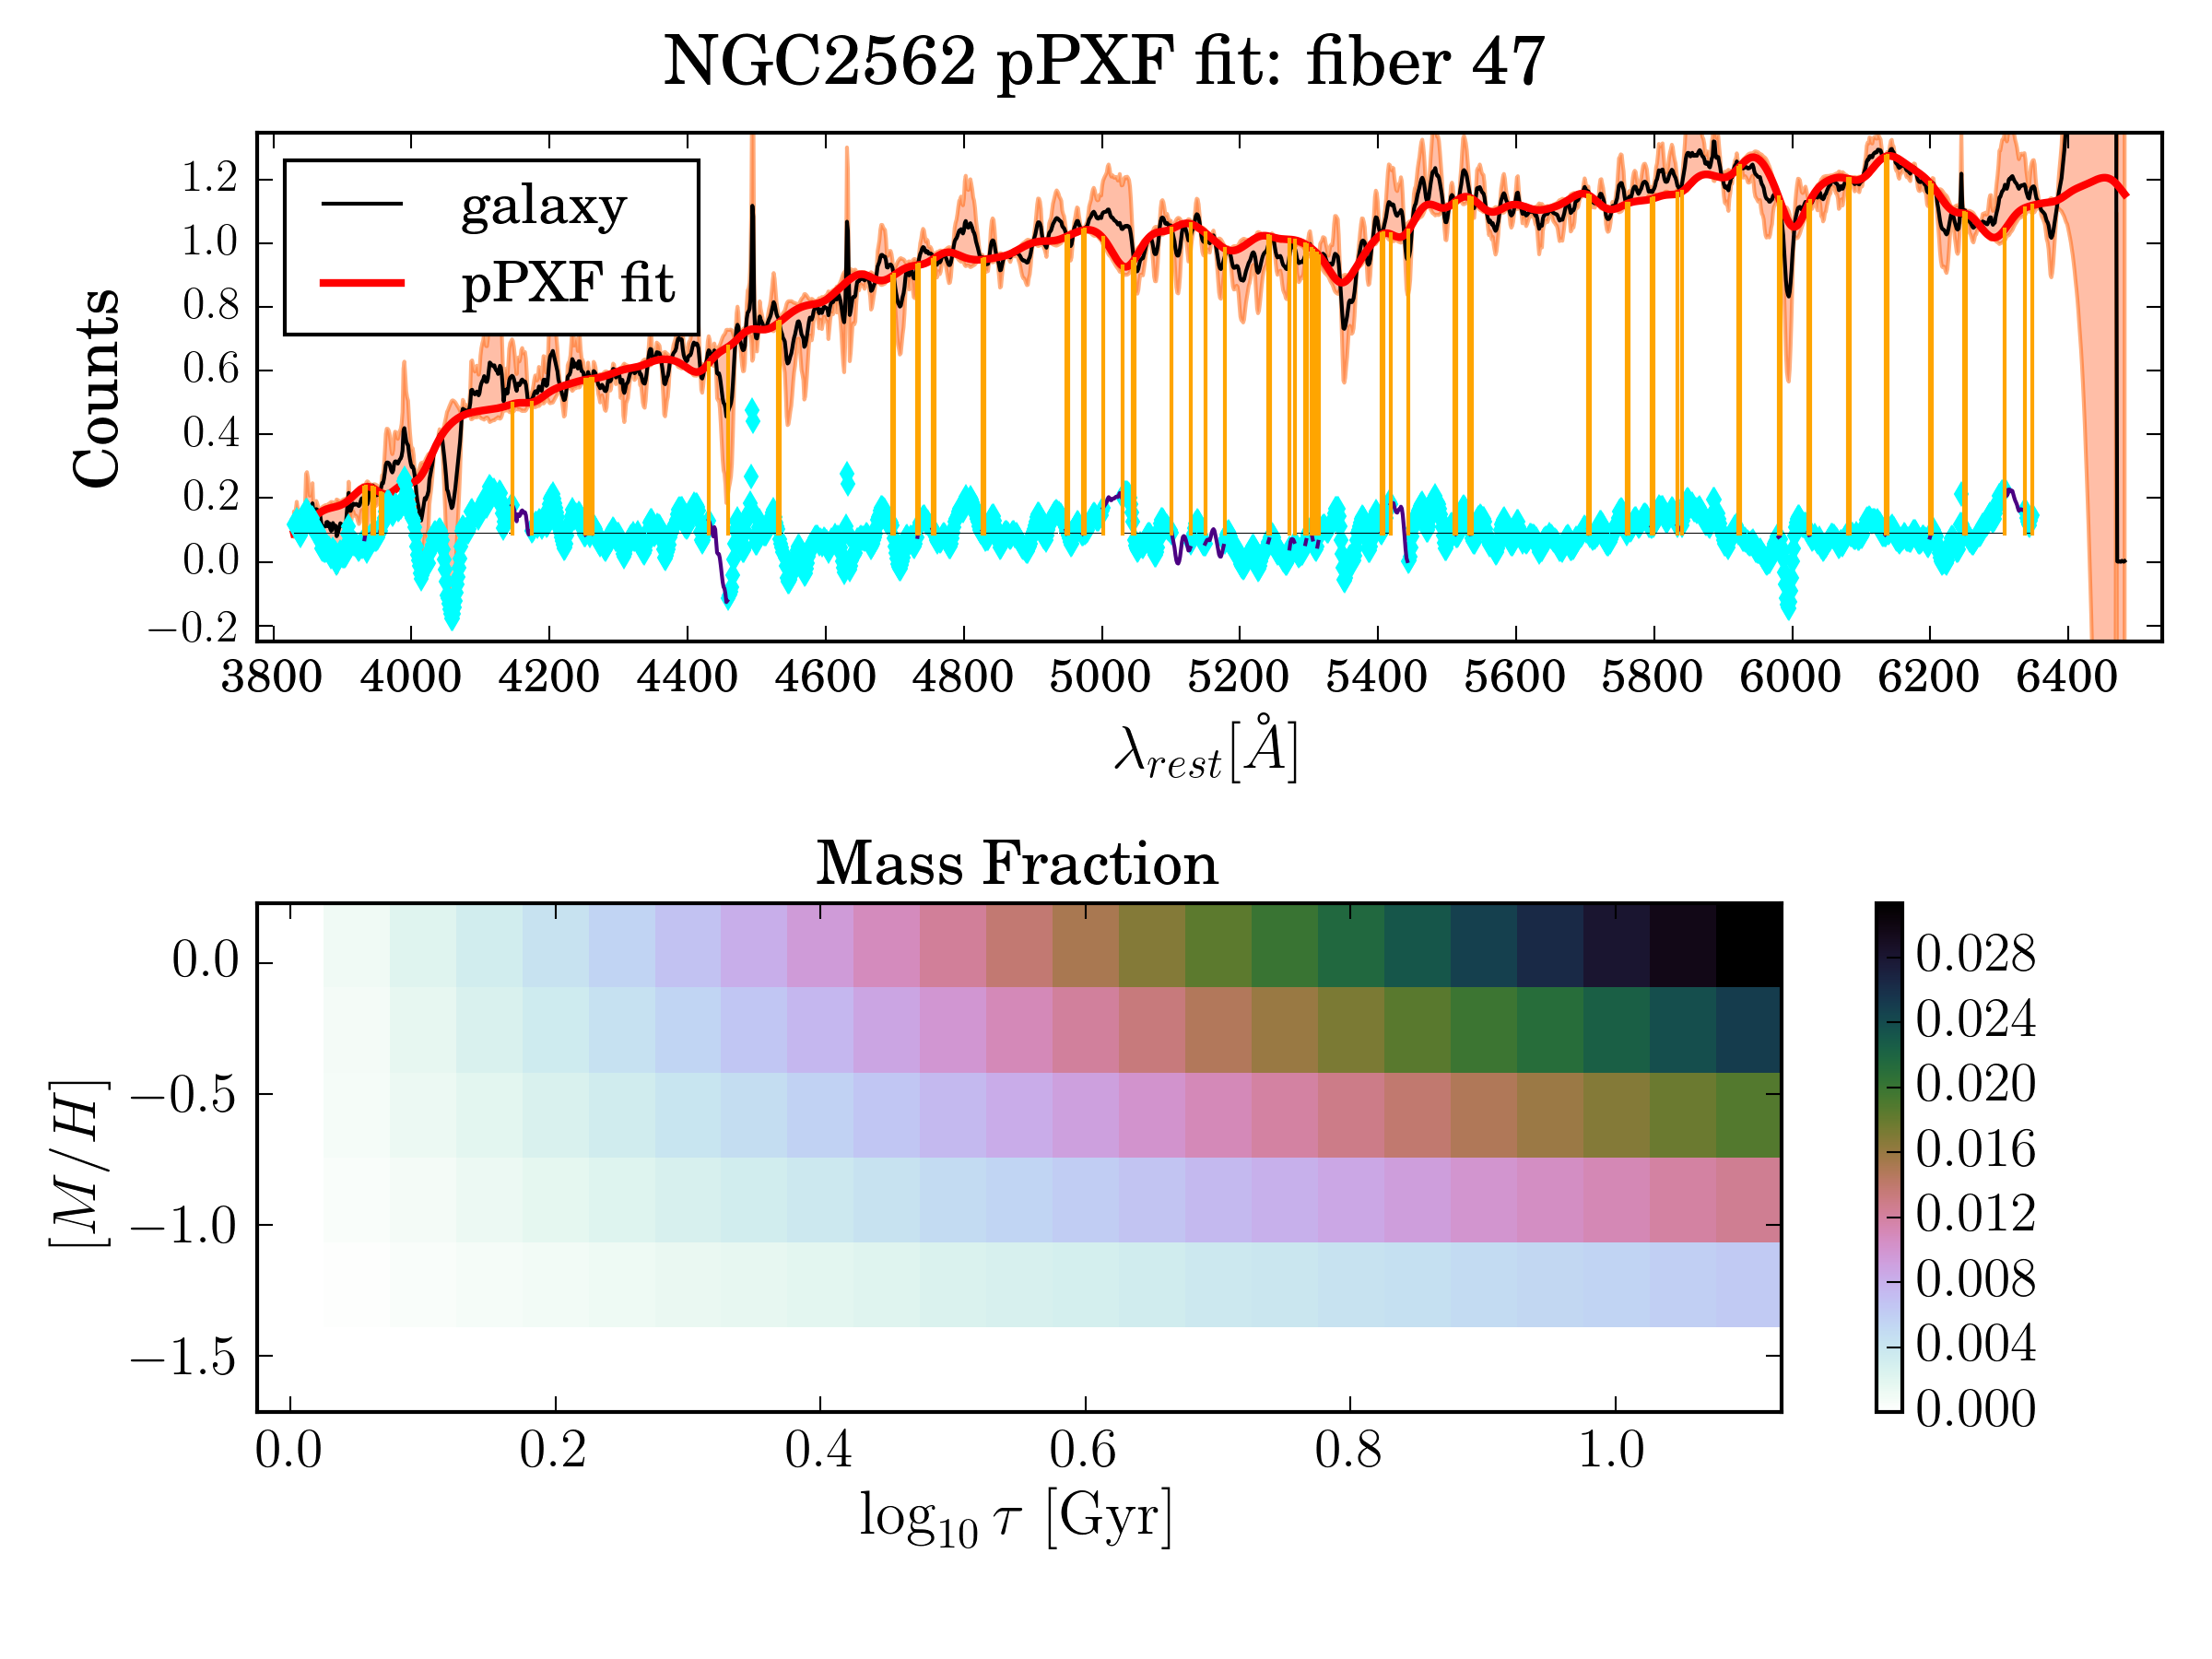 NGC2562 pPXF fit: fiber 47
Counts
1.2
1.0
0.8
0.6
0.4
0.2
0.0
−0.2
galaxy
pPXF fit
3800 4000 4200 4400 4600 4800 5000 5200 5400 5600 5800 6000 6200 6400
λrest[Å]
Mass Fraction
[M/H]
0.0
−0.5
−1.0
−1.5
0.0 0.2 0.4 0.6 0.8 1.0
log10 τ [Gyr]
0.028
0.024
0.020
0.016
0.012
0.008
0.004
0.000